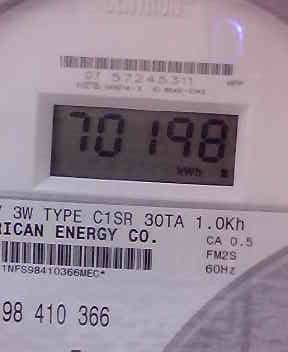 CENTRON
07 57245311
70198
kWh
3W TYPE C1SR 30TA 1.0Kh
RICAN ENERGY CO.
CA 0.5
FM2S
60Hz
1NFS98410366MEC*
98 410 366